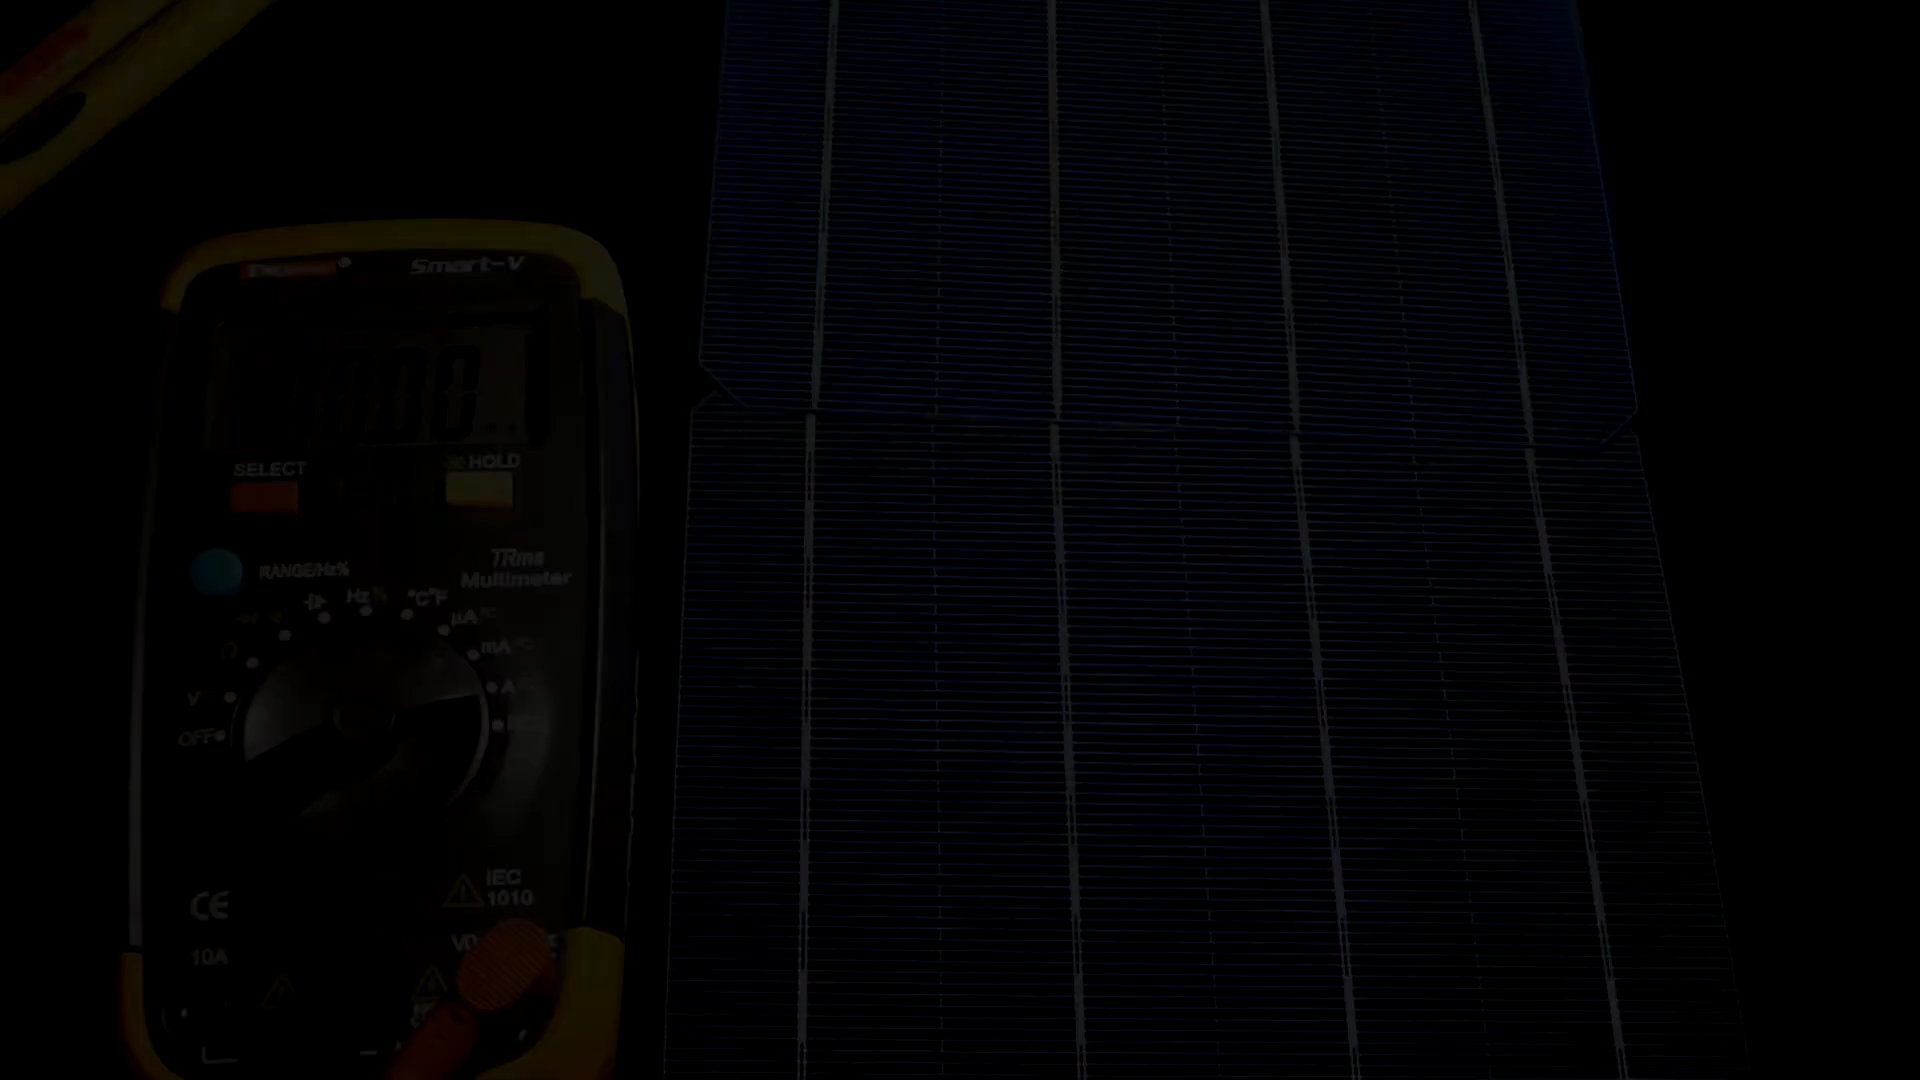 Smart-V
SELECT
HOLD
RANGE/Hz%
TRms
Multimeter
Hz %
°C°F
µA
mA
V
A
OFF
IEC
1010
CE
10A